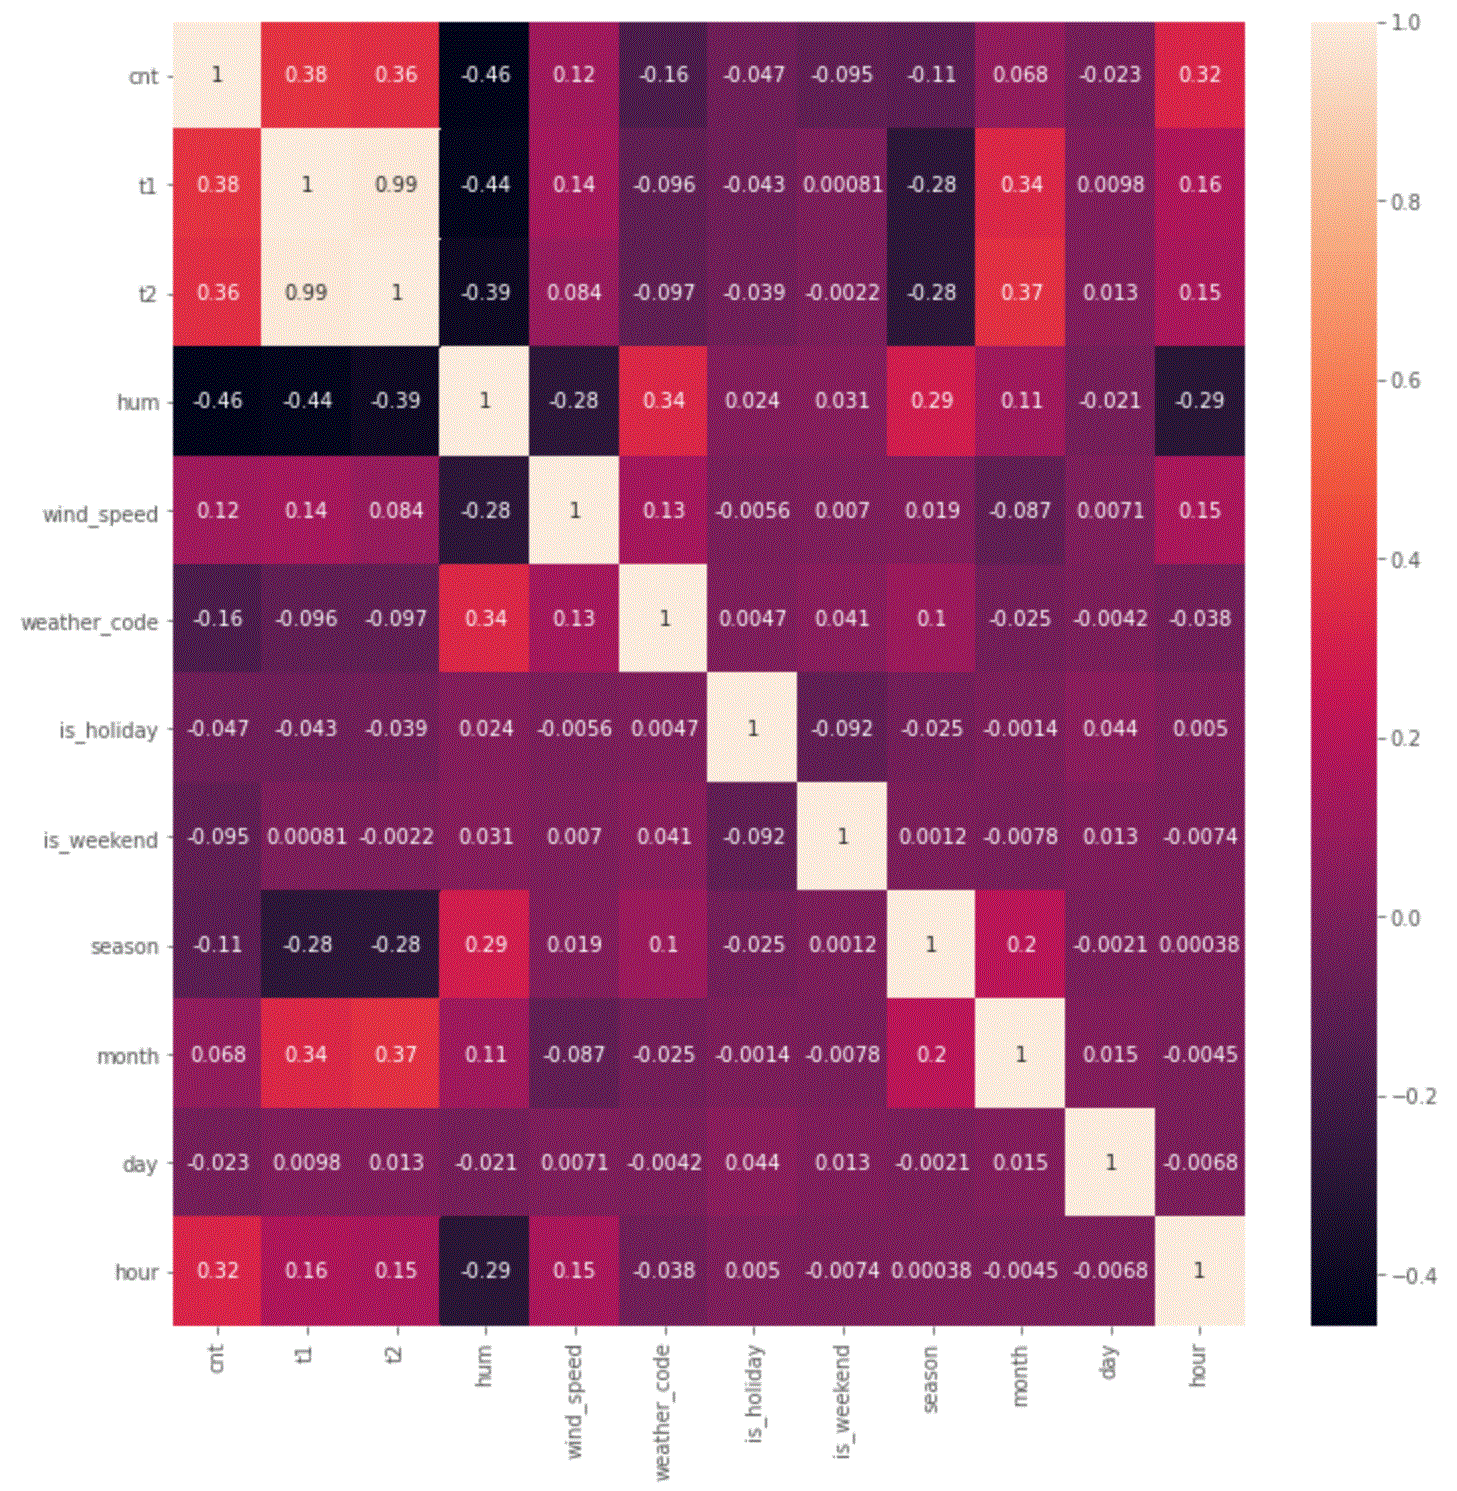 cnt 1 0.38 0.36 -0.46 0.12 -0.16 -0.047 -0.095 -0.11 0.068 -0.023 0.32
t1 0.38 1 0.99 -0.44 0.14 -0.096 -0.043 0.00081 -0.28 0.34 0.0098 0.16
t2 0.36 0.99 1 -0.39 0.084 -0.097 -0.039 -0.0022 -0.28 0.37 0.013 0.15
hum -0.46 -0.44 -0.39 1 -0.28 0.34 0.024 0.031 0.29 0.11 -0.021 -0.29
wind_speed 0.12 0.14 0.084 -0.28 1 0.13 -0.0056 0.007 0.019 -0.087 0.0071 0.15
weather_code -0.16 -0.096 -0.097 0.34 0.13 1 0.0047 0.041 0.1 -0.025 -0.0042 -0.038
is_holiday -0.047 -0.043 -0.039 0.024 -0.0056 0.0047 1 -0.092 -0.025 -0.0014 0.044 0.005
is_weekend -0.095 0.00081 -0.0022 0.031 0.007 0.041 -0.092 1 0.0012 -0.0078 0.013 -0.0074
season -0.11 -0.28 -0.28 0.29 0.019 0.1 -0.025 0.0012 1 0.2 -0.0021 0.00038
month 0.068 0.34 0.37 0.11 -0.087 -0.025 -0.0014 -0.0078 0.2 1 0.015 -0.0045
day -0.023 0.0098 0.013 -0.021 0.0071 -0.0042 0.044 0.013 -0.0021 0.015 1 -0.0068
hour 0.32 0.16 0.15 -0.29 0.15 -0.038 0.005 -0.0074 0.00038 -0.0045 -0.0068 1
cnt t1 t2 hum wind_speed weather_code is_holiday is_weekend season month day hour
1.0
0.8
0.6
0.4
0.2
0.0
−0.2
−0.4